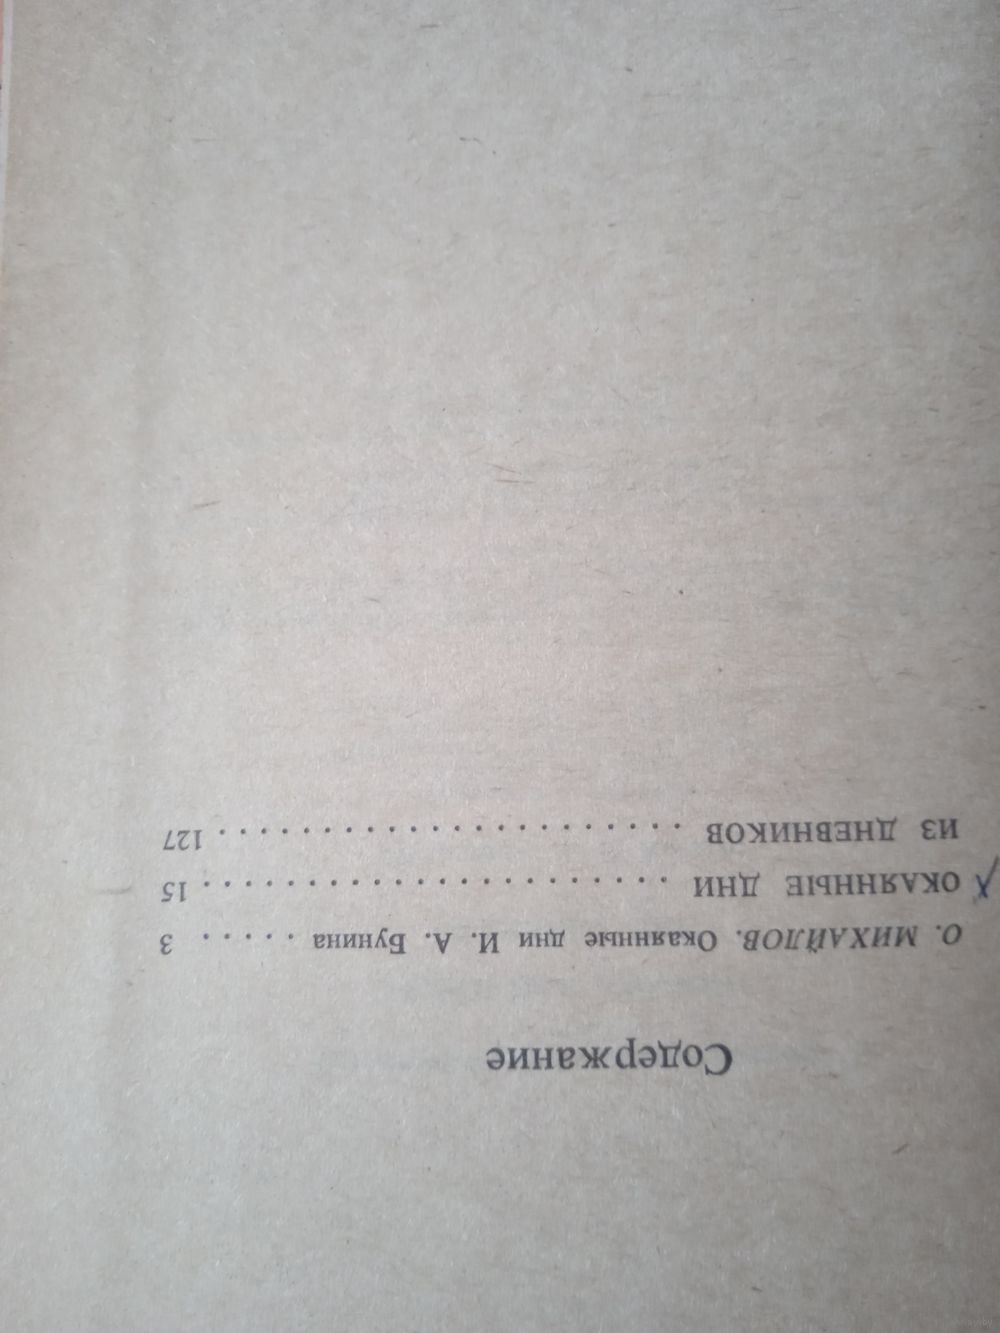 Содержание
О. МИХАЙЛОВ. Окаянные дни И. А. Бунина . . . . . 3
ОКАЯННЫЕ ДНИ . . . . . . . . . . . . . . . . . . . . . . . . 15
ИЗ ДНЕВНИКОВ . . . . . . . . . . . . . . . . . . . . . . . . 127